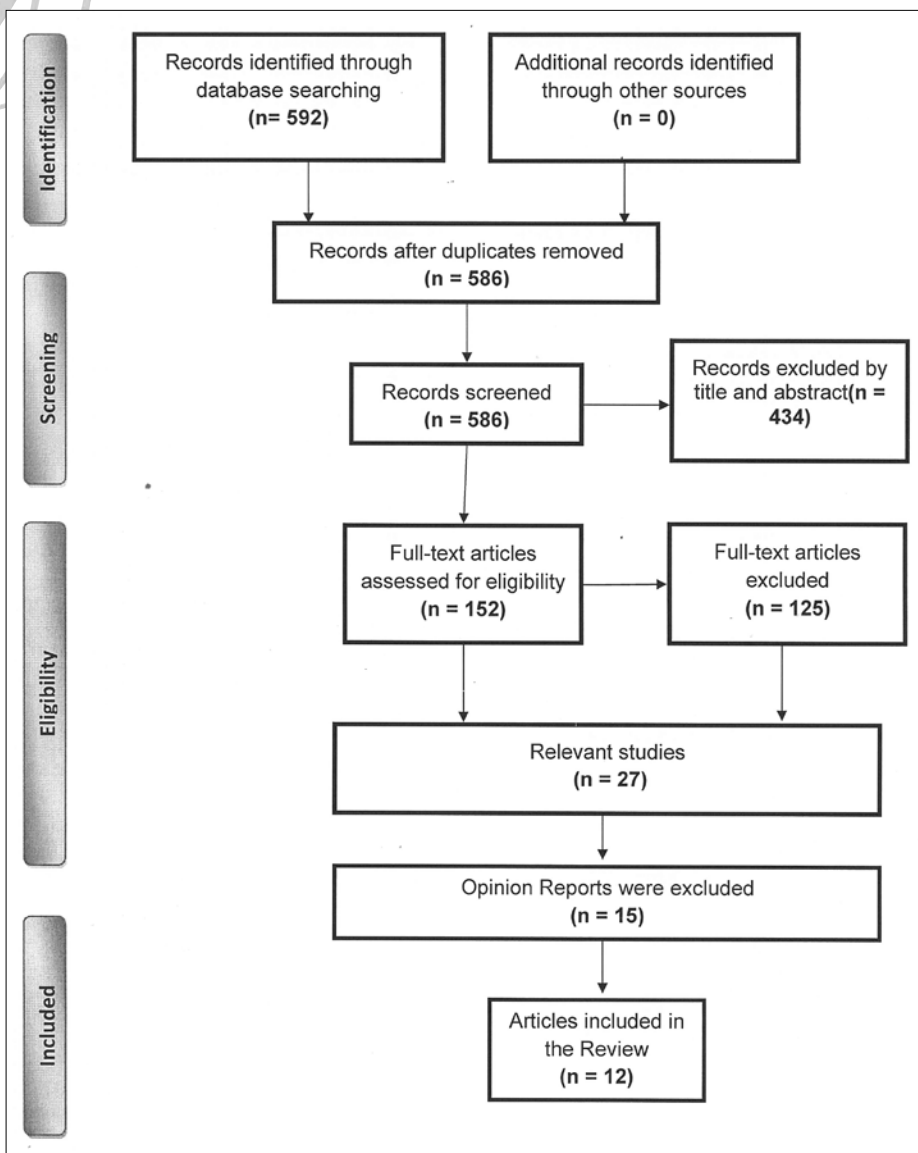 Identification
Records identified through
database searching
(n= 592)
Additional records identified
through other sources
(n = 0)
Records after duplicates removed
(n = 586)
Screening
Records screened
(n = 586)
Records excluded by
title and abstract(n =
434)
Eligibility
Full-text articles
assessed for eligibility
(n = 152)
Full-text articles
excluded
(n = 125)
Relevant studies
(n = 27)
Opinion Reports were excluded
(n = 15)
Included
Articles included in
the Review
(n = 12)